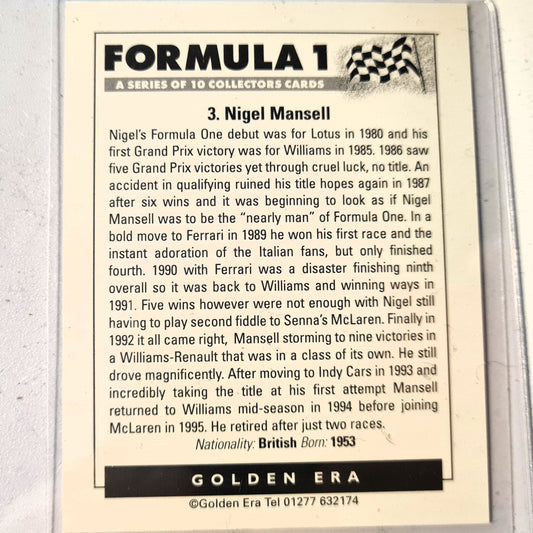 FORMULA 1
A SERIES OF 10 COLLECTORS CARDS
3. Nigel Mansell
Nigel's Formula One debut was for Lotus in 1980 and his
first Grand Prix victory was for Williams in 1985. 1986 saw
five Grand Prix victories yet through cruel luck, no title. An
accident in qualifying ruined his title hopes again in 1987
after six wins and it was beginning to look as if Nigel
Mansell was to be the "nearly man" of Formula One. In a
bold move to Ferrari in 1989 he won his first race and the
instant adoration of the Italian fans, but only finished
fourth. 1990 with Ferrari was a disaster finishing ninth
overall so it was back to Williams and winning ways in
1991. Five wins however were not enough with Nigel still
having to play second fiddle to Senna's McLaren. Finally in
1992 it all came right, Mansell storming to nine victories in
a Williams-Renault that was in a class of its own. He still
drove magnificently. After moving to Indy Cars in 1993 and
incredibly taking the title at his first attempt Mansell
returned to Williams mid-season in 1994 before joining
McLaren in 1995. He retired after just two races.
Nationality: British Born: 1953
GOLDEN ERA
©Golden Era Tel 01277 632174